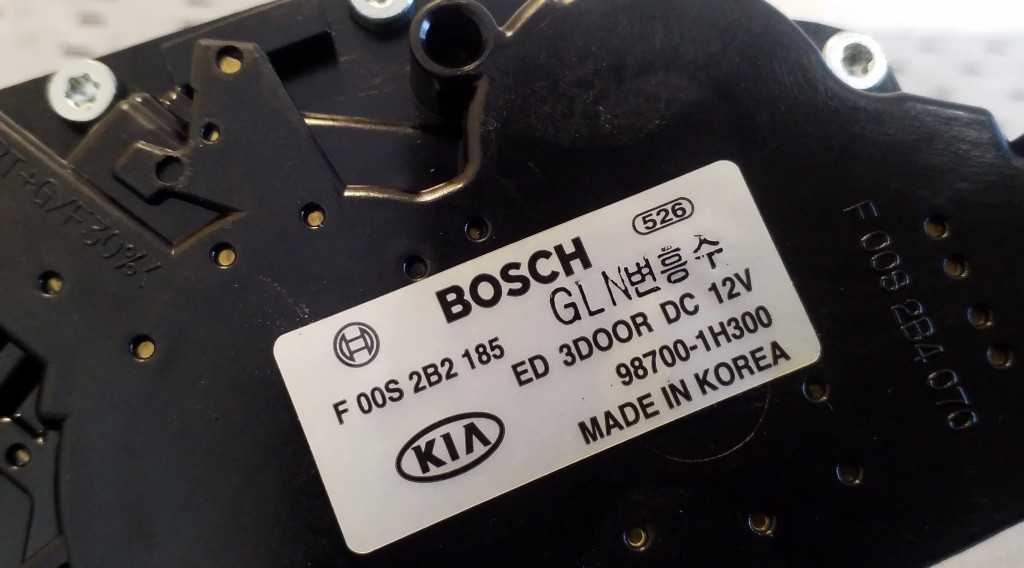 BOSCH
526
GLN변흥수
F 00S 2B2 185
ED 3DOOR DC 12V
KIA
98700-1H300
MADE IN KOREA
F 00S 2B4 070
+G/F30%